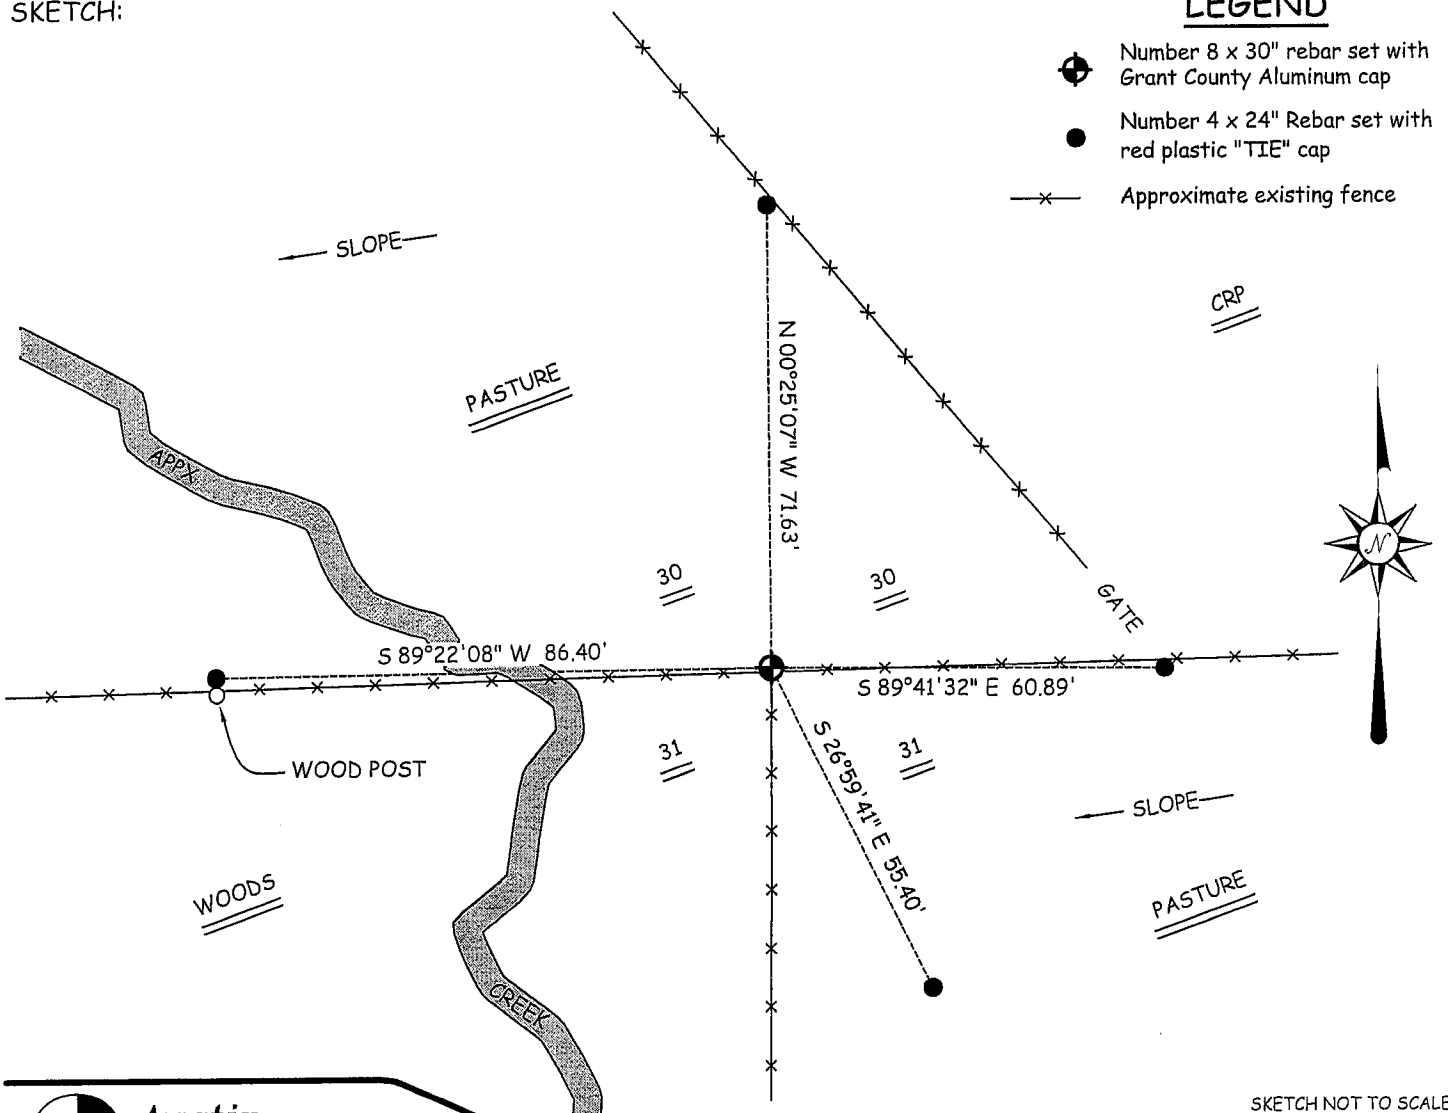 SKETCH:
LEGEND
Number 8 x 30" rebar set with
Grant County Aluminum cap
Number 4 x 24" Rebar set with
red plastic "TIE" cap
Approximate existing fence
SLOPE
CRP
PASTURE
N 00°25'07" W 71.63'
APPX
N
30
30
GATE
S 89°22'08" W 86.40'
S 89°41'32" E 60.89'
31
31
S 26°59'41" E 55.40'
WOOD POST
SLOPE
WOODS
PASTURE
CREEK
SKETCH NOT TO SCALE